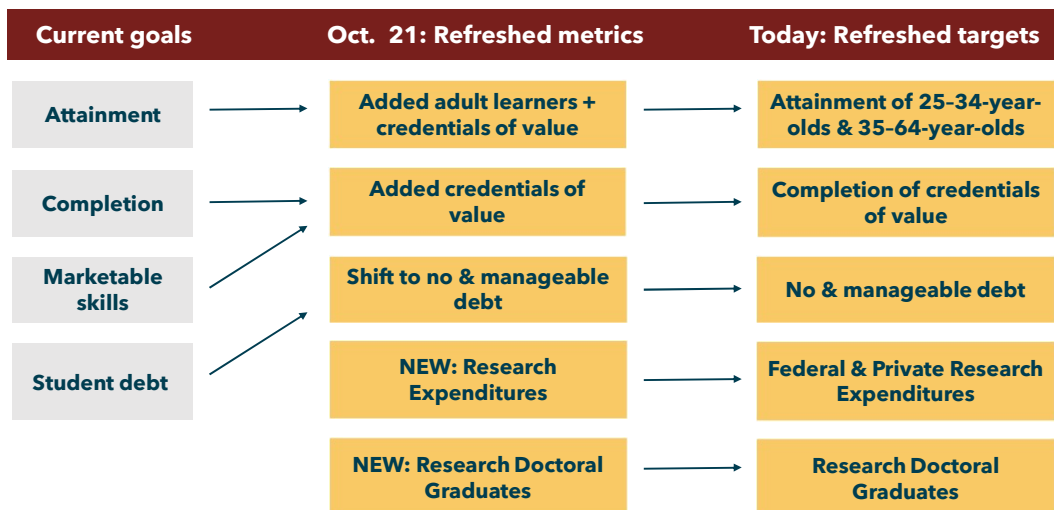 Current goals
Oct. 21: Refreshed metrics
Today: Refreshed targets
Attainment
Added adult learners +
credentials of value
Attainment of 25–34-year-
olds & 35–64-year-olds
Completion
Added credentials of
value
Completion of credentials
of value
Marketable
skills
Shift to no & manageable
debt
No & manageable debt
Student debt
NEW: Research
Expenditures
Federal & Private Research
Expenditures
NEW: Research Doctoral
Graduates
Research Doctoral
Graduates